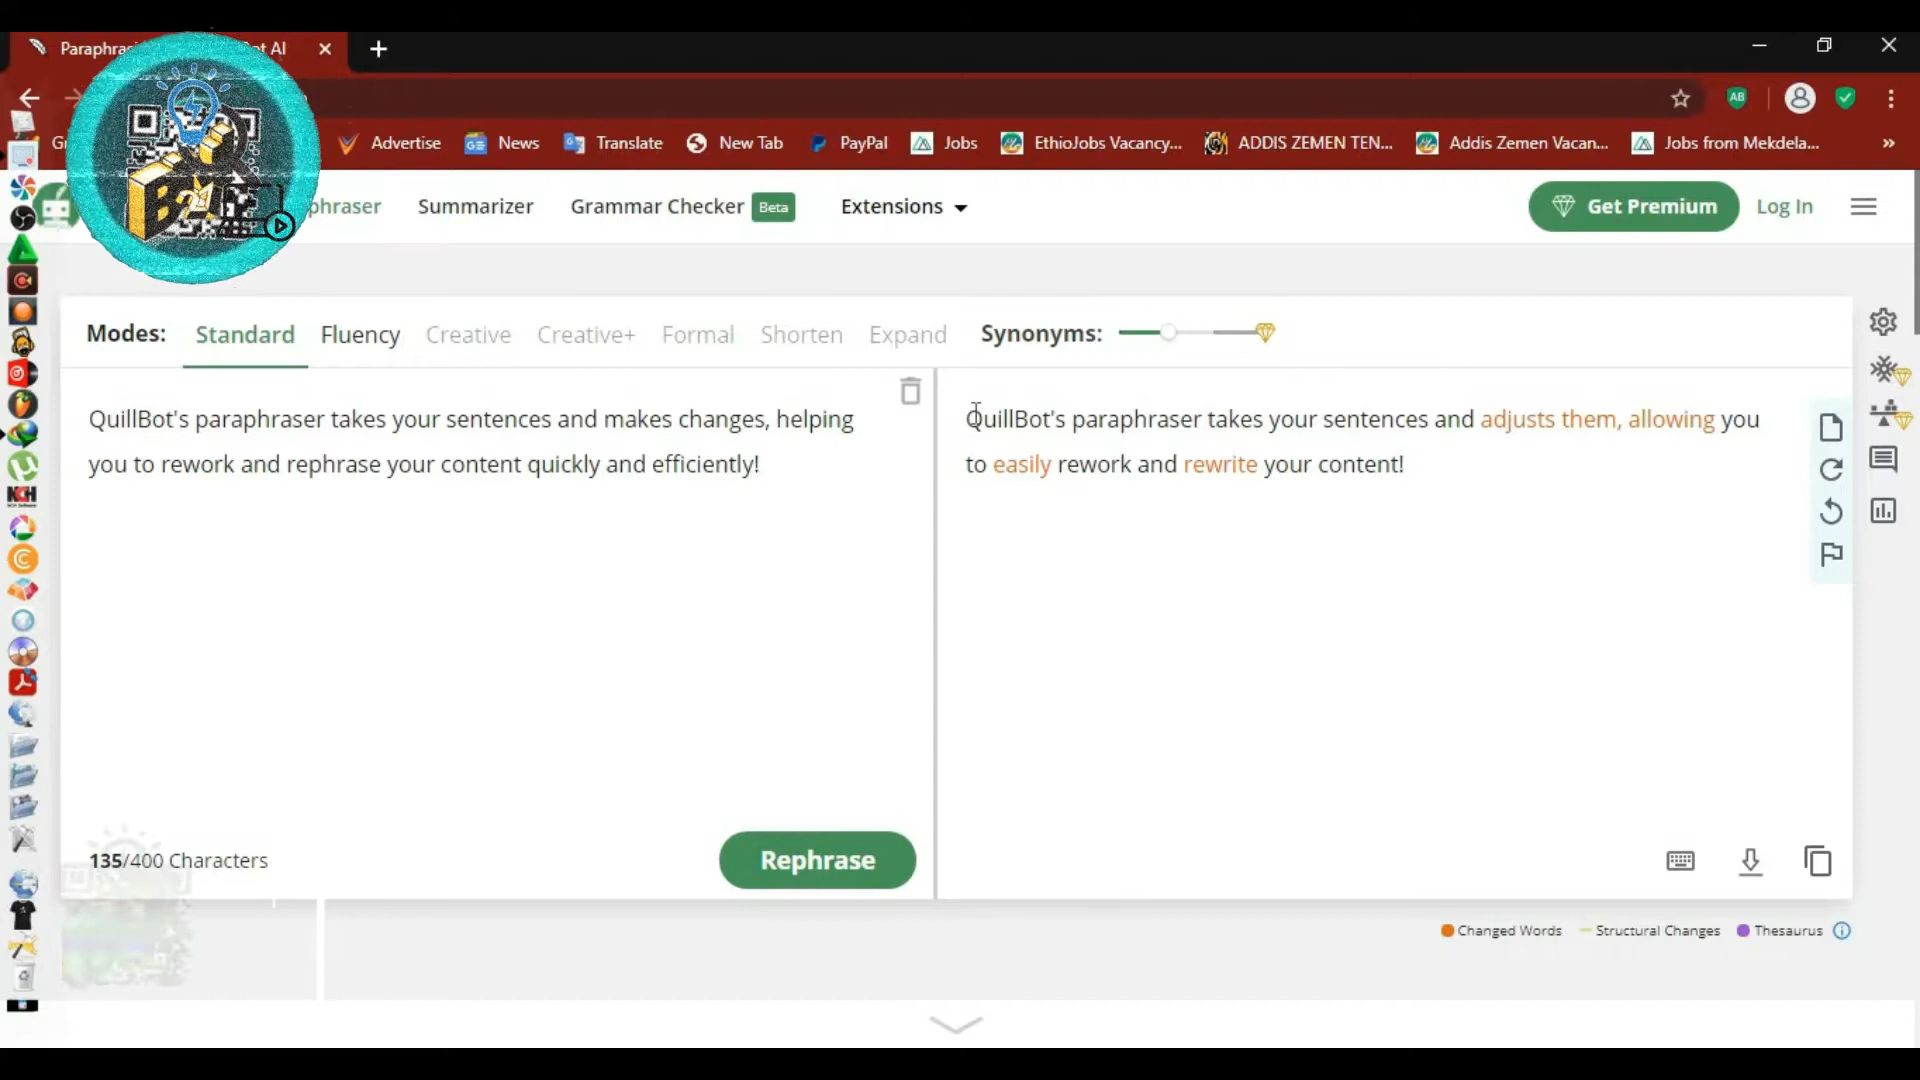 Paraphras
ot AI
Advertise
News
Translate
New Tab
PayPal
Jobs
EthioJobs Vacancy...
ADDIS ZEMEN TEN...
Addis Zemen Vacan...
Jobs from Mekdela...
»
phraser
Summarizer
Grammar Checker Beta
Extensions
Get Premium
Log In
Modes:
Standard
Fluency
Creative
Creative+
Formal
Shorten
Expand
Synonyms:
QuillBot's paraphraser takes your sentences and makes changes, helping
you to rework and rephrase your content quickly and efficiently!
QuillBot's paraphraser takes your sentences and adjusts them, allowing you
to easily rework and rewrite your content!
135/400 Characters
Rephrase
Changed Words
Structural Changes
Thesaurus